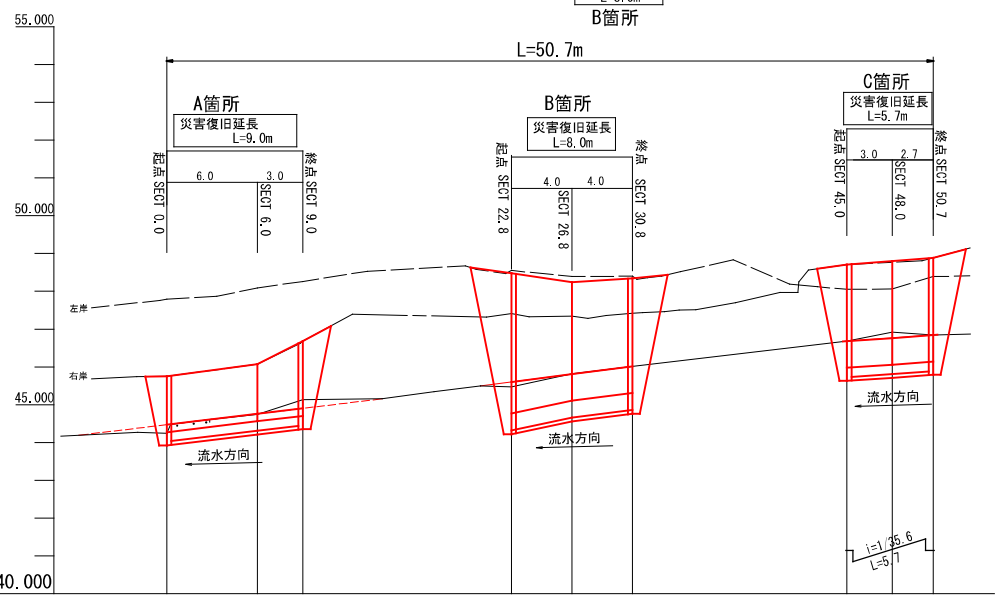 B箇所
55.000
L=50.7m
A箇所
災害復旧延長
L=9.0m
B箇所
災害復旧延長
L=8.0m
C箇所
災害復旧延長
L=5.7m
起点 SECT 0.0
6.0
SECT 6.0
3.0
終点 SECT 9.0
起点 SECT 22.8
4.0
SECT 26.8
4.0
終点 SECT 30.8
起点 SECT 45.0
3.0
SECT 48.0
2.7
終点 SECT 50.7
50.000
左岸
右岸
45.000
流水方向
流水方向
流水方向
i=1/35.6
L=5.7
40.000